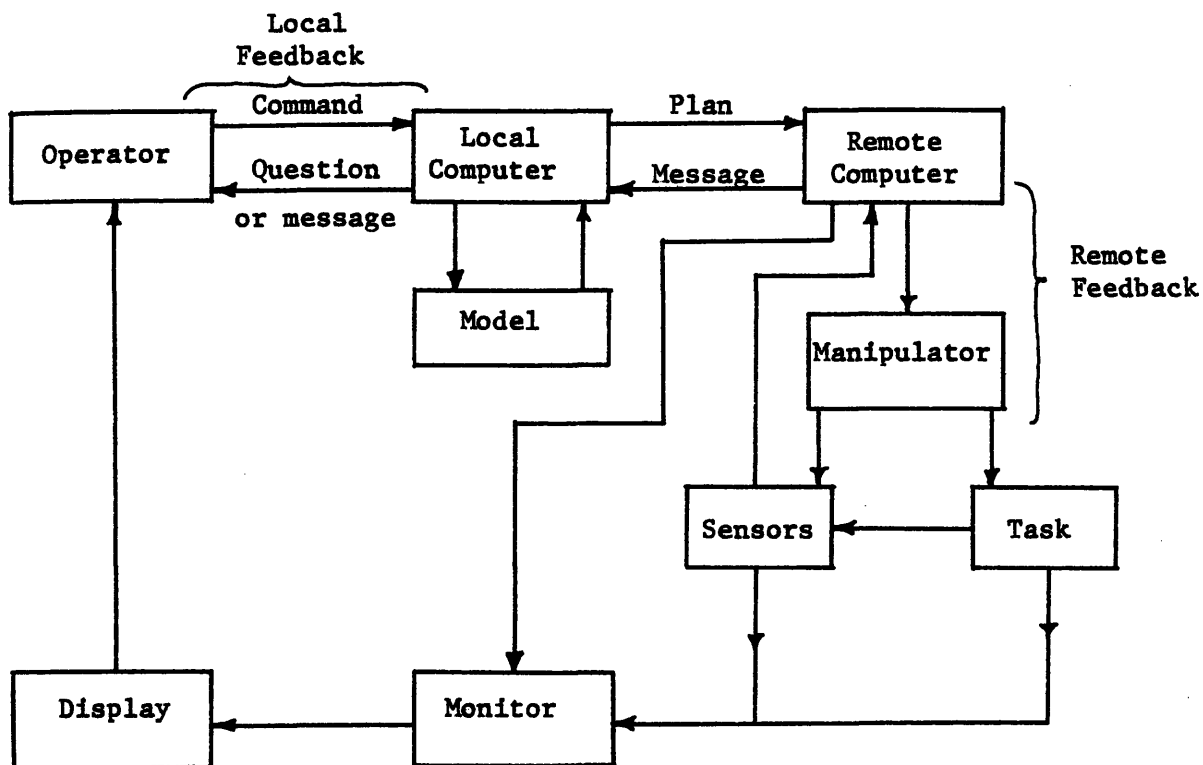 Local
Feedback
Command
Plan
Operator
Local
Computer
Remote
Computer
Question
or message
Message
Model
Remote
Feedback
Manipulator
Sensors
Task
Display
Monitor